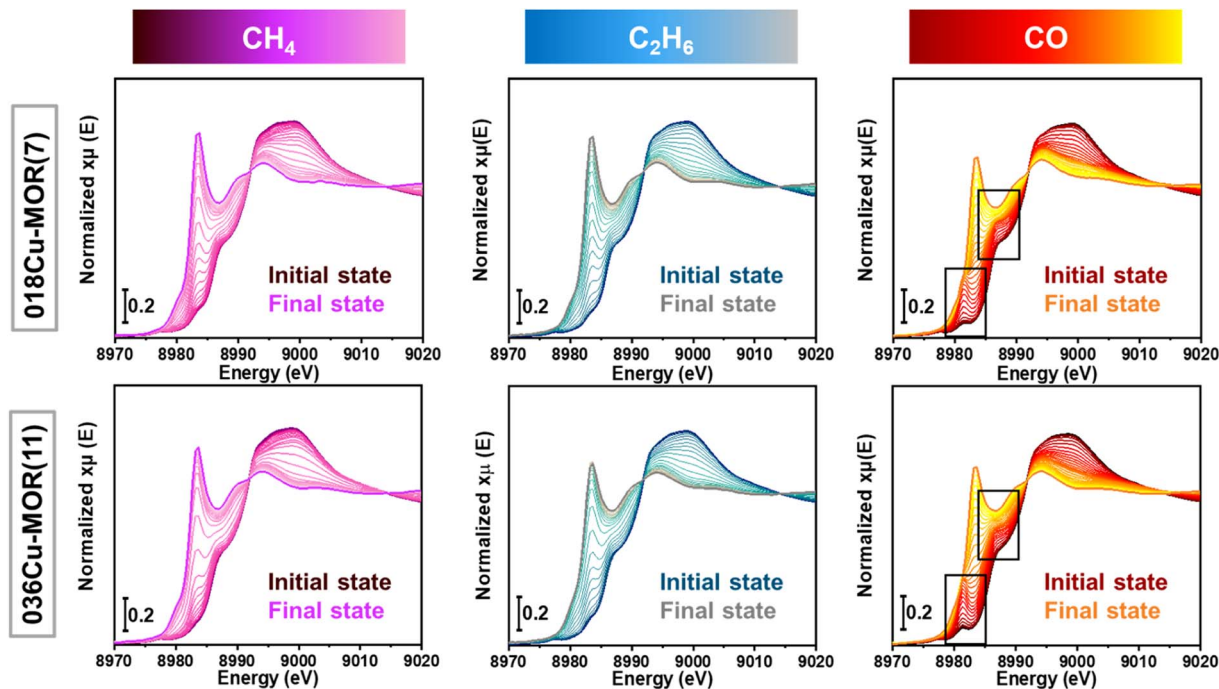 CH4 C2H6 CO
018Cu-MOR(7)
Normalized xμ (E)
0.2
Initial state
Final state
8970 8980 8990 9000 9010 9020
Energy (eV)
Normalized xμ(E)
0.2
Initial state
Final state
8970 8980 8990 9000 9010 9020
Energy (eV)
Normalized xμ(E)
0.2
Initial state
Final state
8970 8980 8990 9000 9010 9020
Energy (eV)
036Cu-MOR(11)
Normalized xμ (E)
0.2
Initial state
Final state
8970 8980 8990 9000 9010 9020
Energy (eV)
Normalized xμ (E)
0.2
Initial state
Final state
8970 8980 8990 9000 9010 9020
Energy (eV)
Normalized xμ(E)
0.2
Initial state
Final state
8970 8980 8990 9000 9010 9020
Energy (eV)